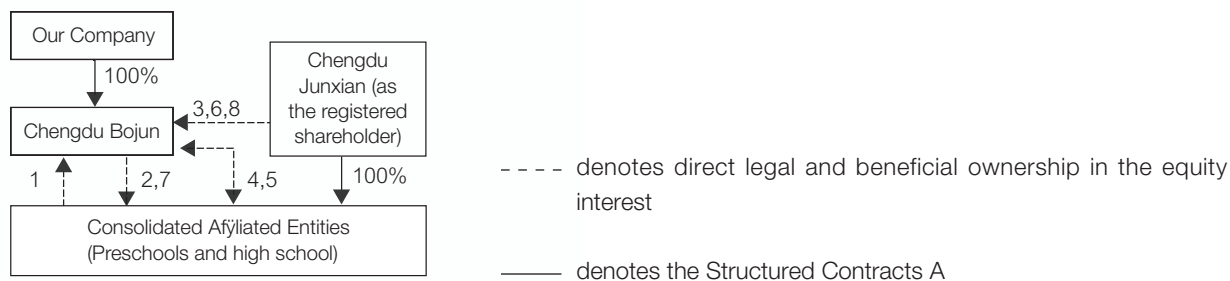 Our Company
100%
Chengdu
Junxian (as
the registered
shareholder)
3,6,8
Chengdu Bojun
1
2,7
4,5
100%
Consolidated Afÿliated Entities
(Preschools and high school)
denotes direct legal and beneficial ownership in the equity
interest
denotes the Structured Contracts A